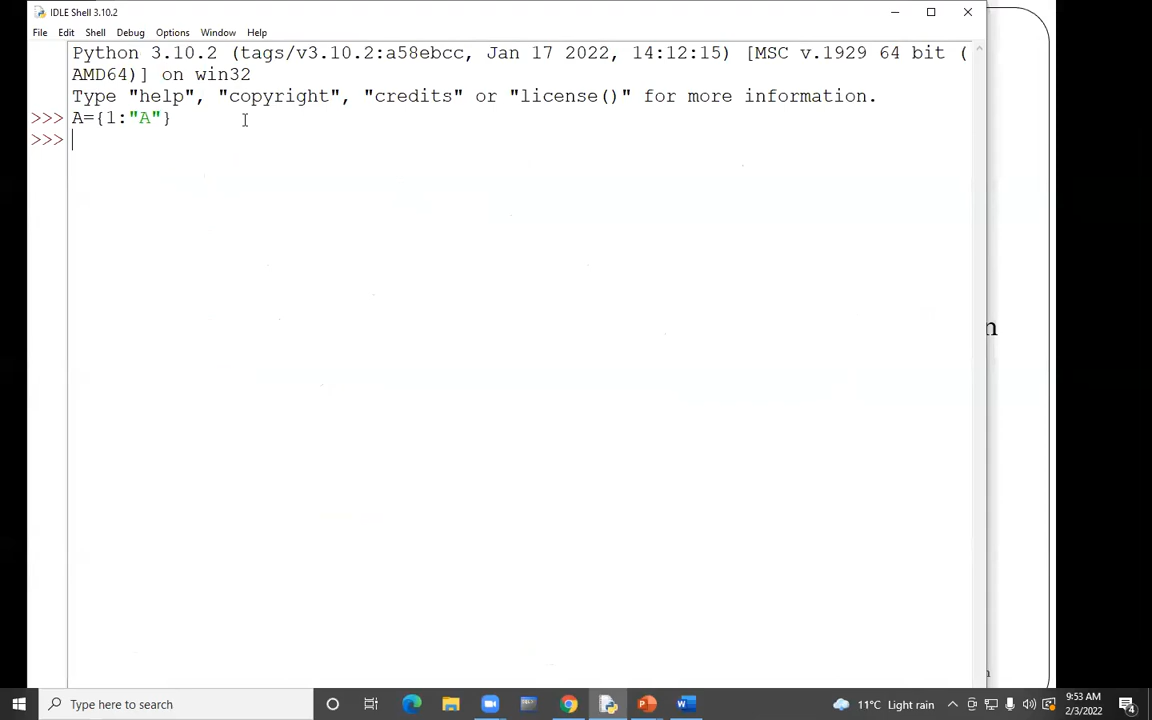 IDLE Shell 3.10.2
File Edit Shell Debug Options Window Help
Python 3.10.2 (tags/v3.10.2:a58ebcc, Jan 17 2022, 14:12:15) [MSC v.1929 64 bit (
AMD64)] on win32
Type "help", "copyright", "credits" or "license()" for more information.
>>> A={1:"A"}
>>>
n
n
Type here to search
11°C Light rain
9:53 AM
2/3/2022
4